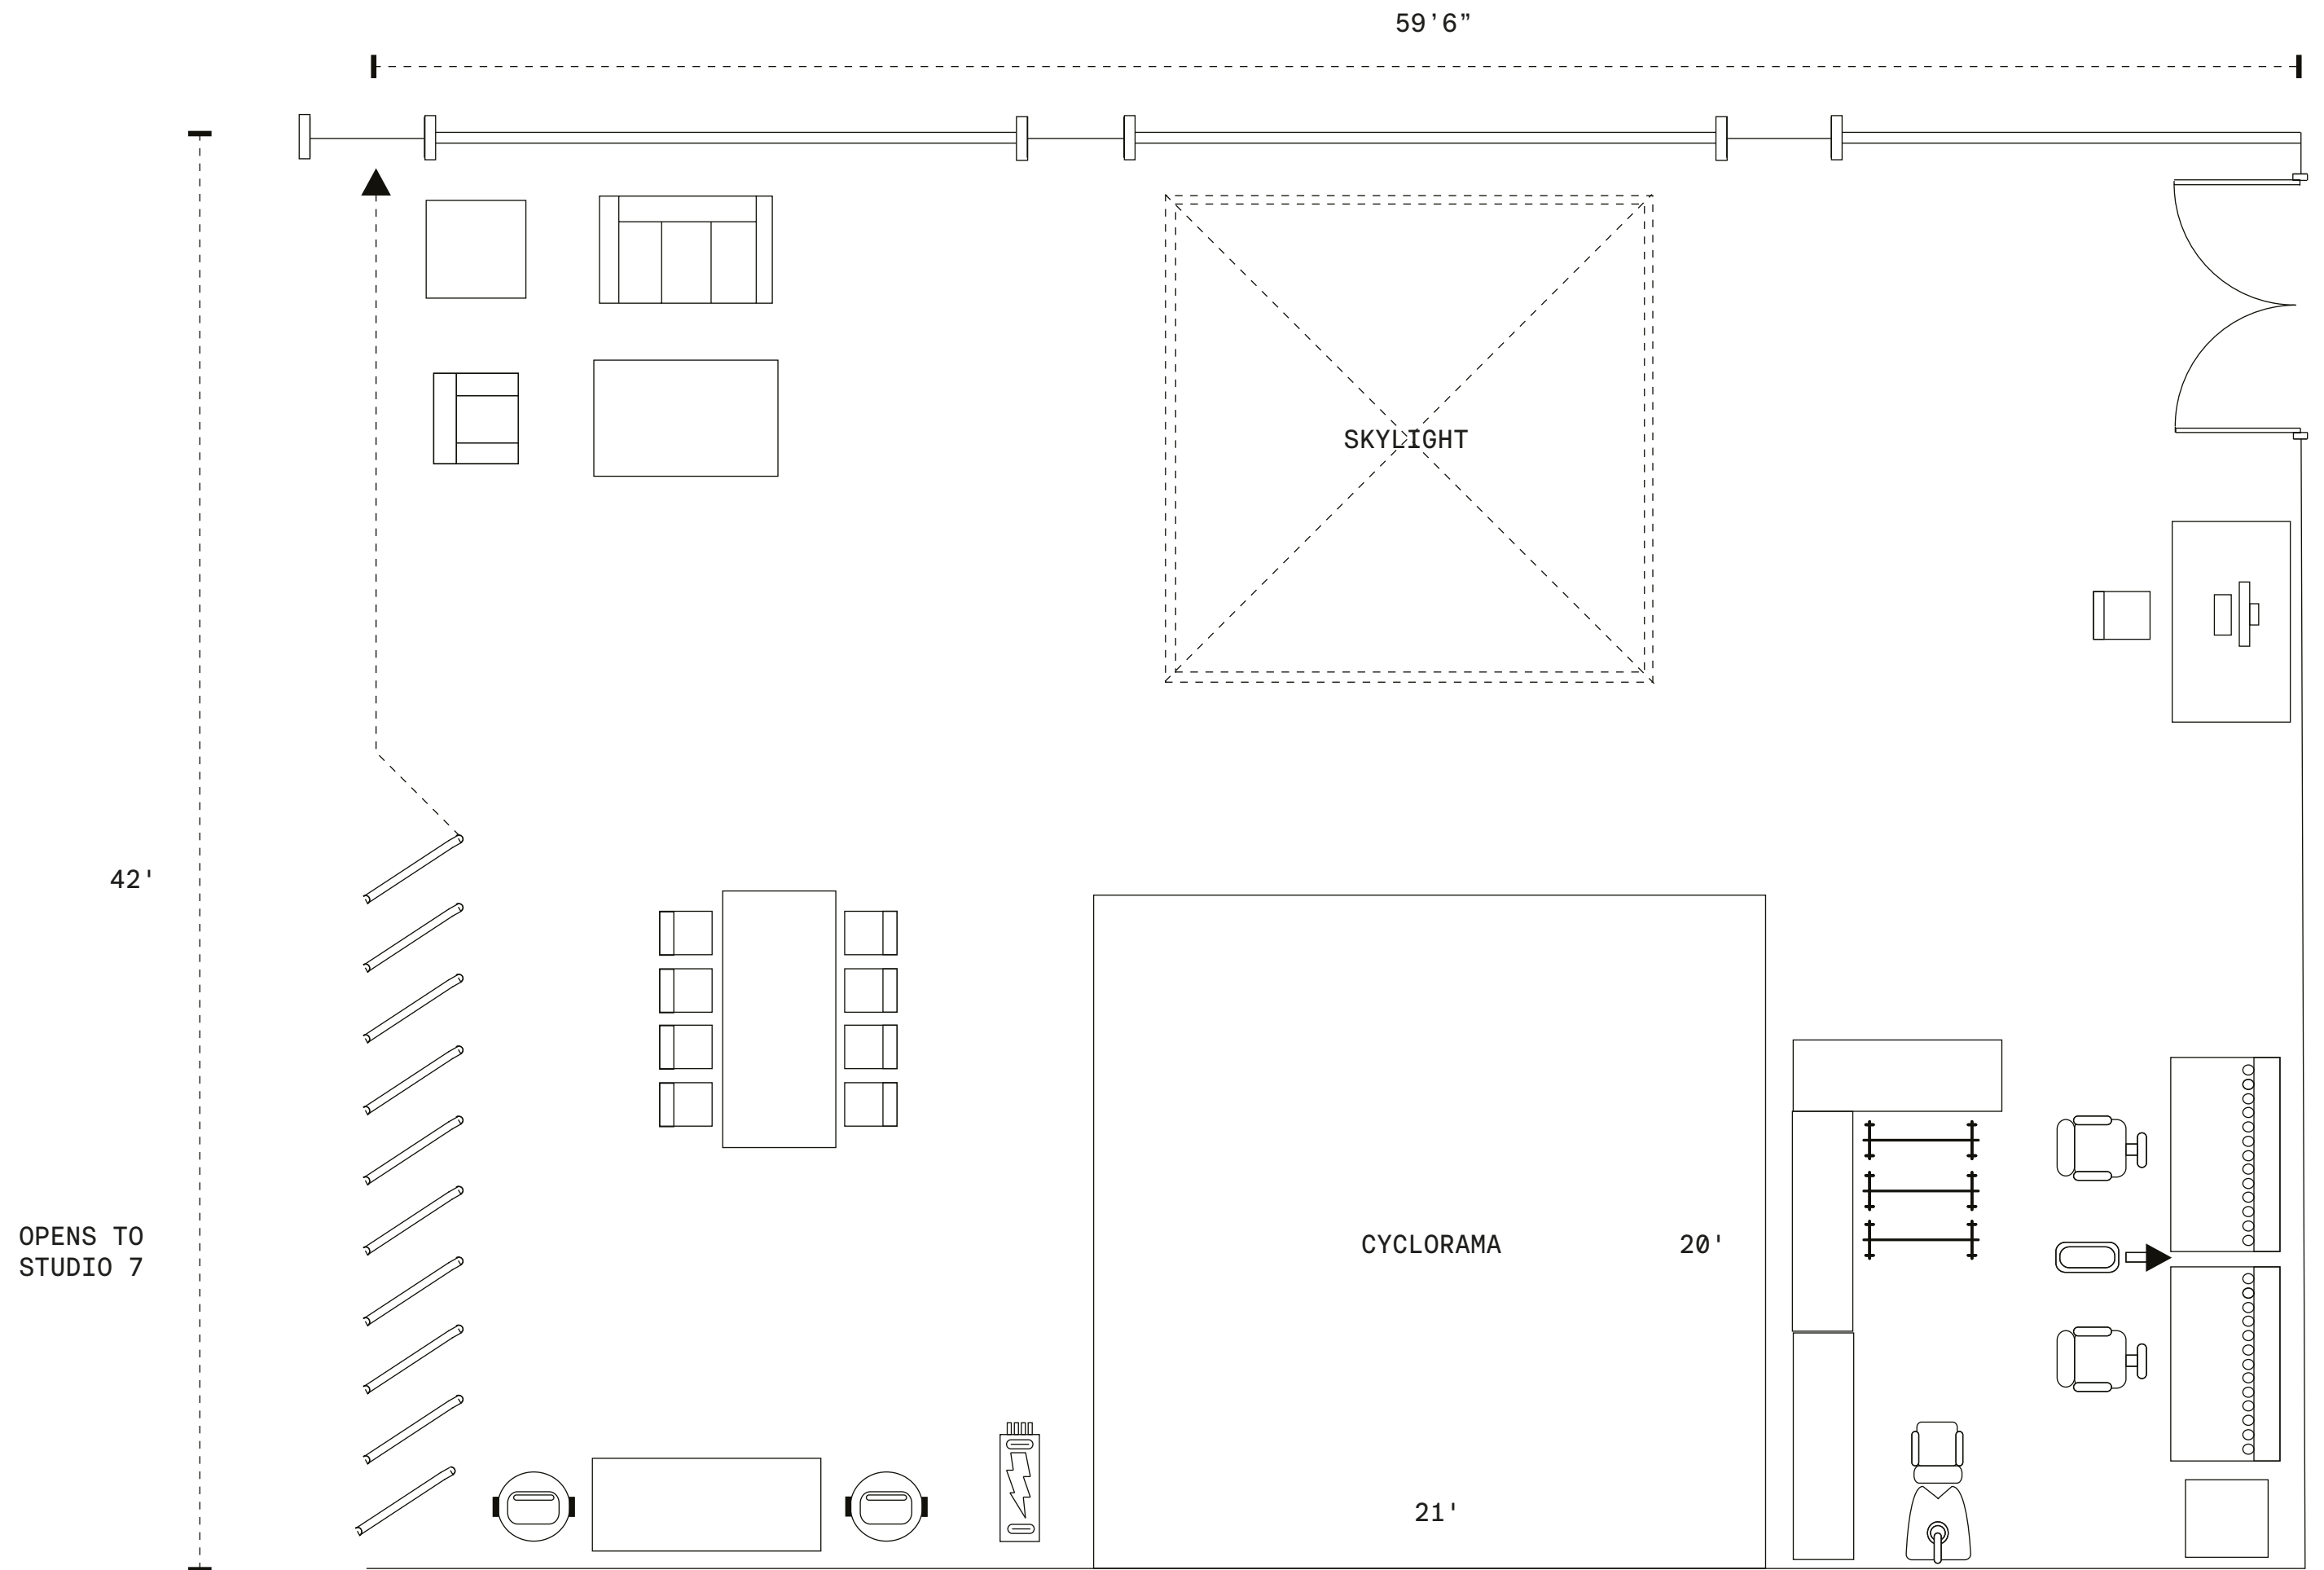 59’6”
SKYLIGHT
42'
OPENS TO
STUDIO 7
CYCLORAMA
20'
21'